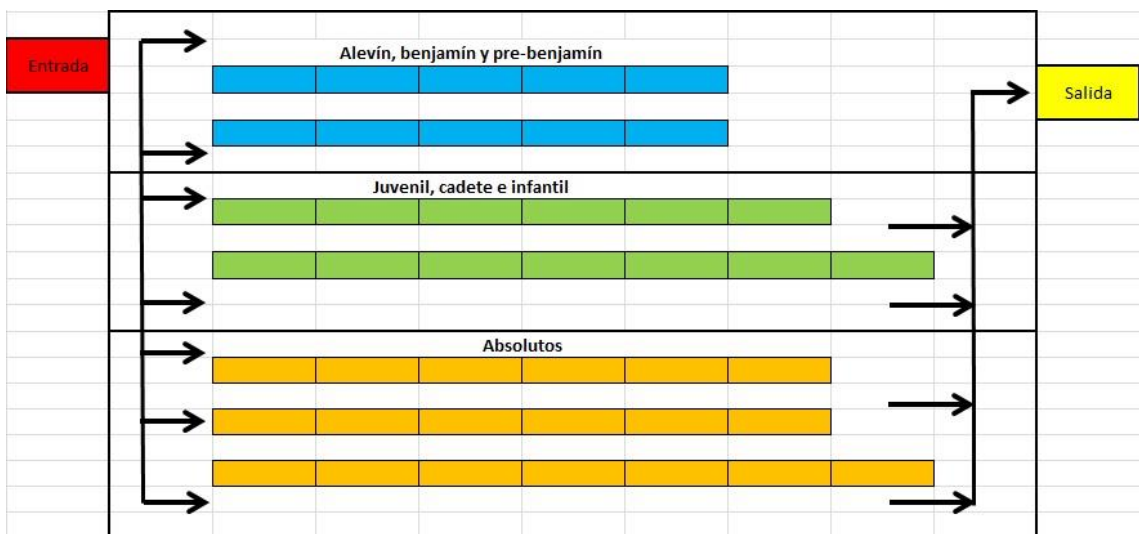 Alevín, benjamín y pre-benjamín
Entrada
Salida
Juvenil, cadete e infantil
Absolutos